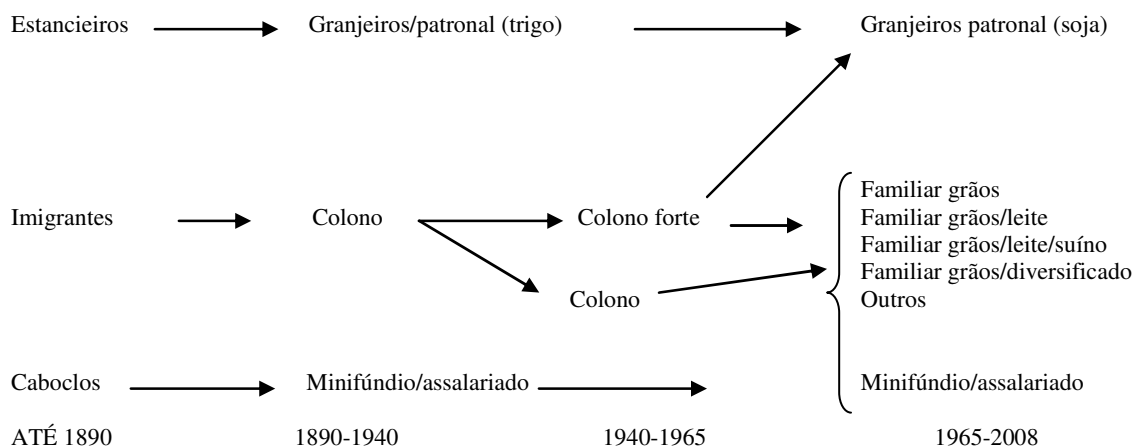 Estancieiros Granjeiros/patronal (trigo) Granjeiros patronal (soja)
Familiar grãos
Imigrantes Colono Colono forte Familiar grãos/leite
Familiar grãos/leite/suíno
Familiar grãos/diversificado
Colono Outros
Caboclos Minifúndio/assalariado Minifúndio/assalariado
ATÉ 1890 1890-1940 1940-1965 1965-2008